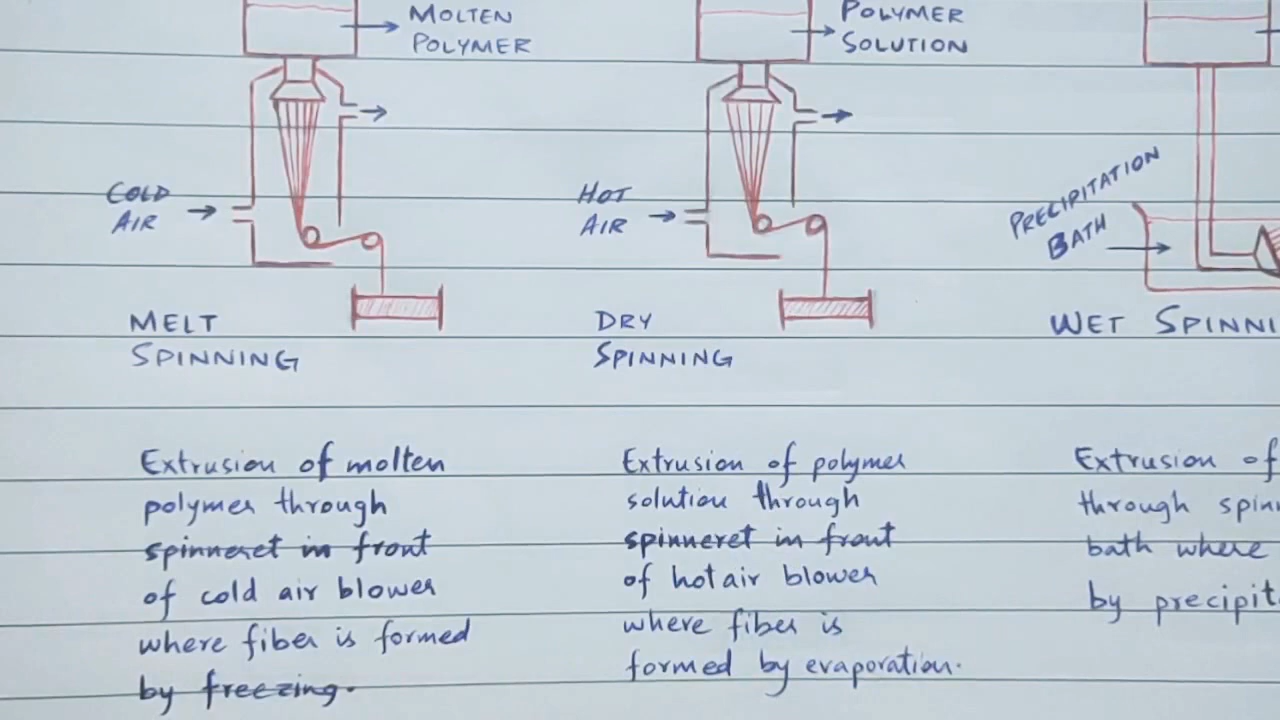 MOLTEN
POLYMER
COLD
AIR
MELT
SPINNING
Extrusion of molten
polymer through
spinneret in front
of cold air blower
where fiber is formed
by freezing.
POLYMER
SOLUTION
HOT
AIR
DRY
SPINNING
Extrusion of polymer
solution through
spinneret in front
of hot air blower
where fiber is
formed by evaporation.
PRECIPITATION
BATH
WET SPINNI
Extrusion of
through spinn
bath where
by precipit